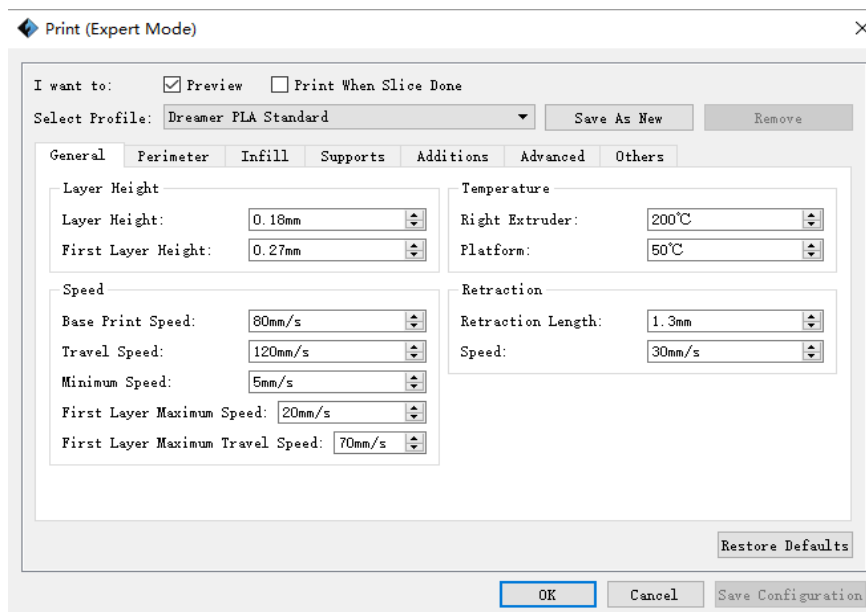 Print (Expert Mode)
I want to: Preview Print When Slice Done
Select Profile: Dreamer PLA Standard Save As New Remove
General Perimeter Infill Supports Additions Advanced Others
Layer Height
Layer Height: 0.18mm
First Layer Height: 0.27mm
Speed
Base Print Speed: 80mm/s
Travel Speed: 120mm/s
Minimum Speed: 5mm/s
First Layer Maximum Speed: 20mm/s
First Layer Maximum Travel Speed: 70mm/s
Temperature
Right Extruder: 200℃
Platform: 50℃
Retraction
Retraction Length: 1.3mm
Speed: 30mm/s
Restore Defaults
OK Cancel Save Configuration